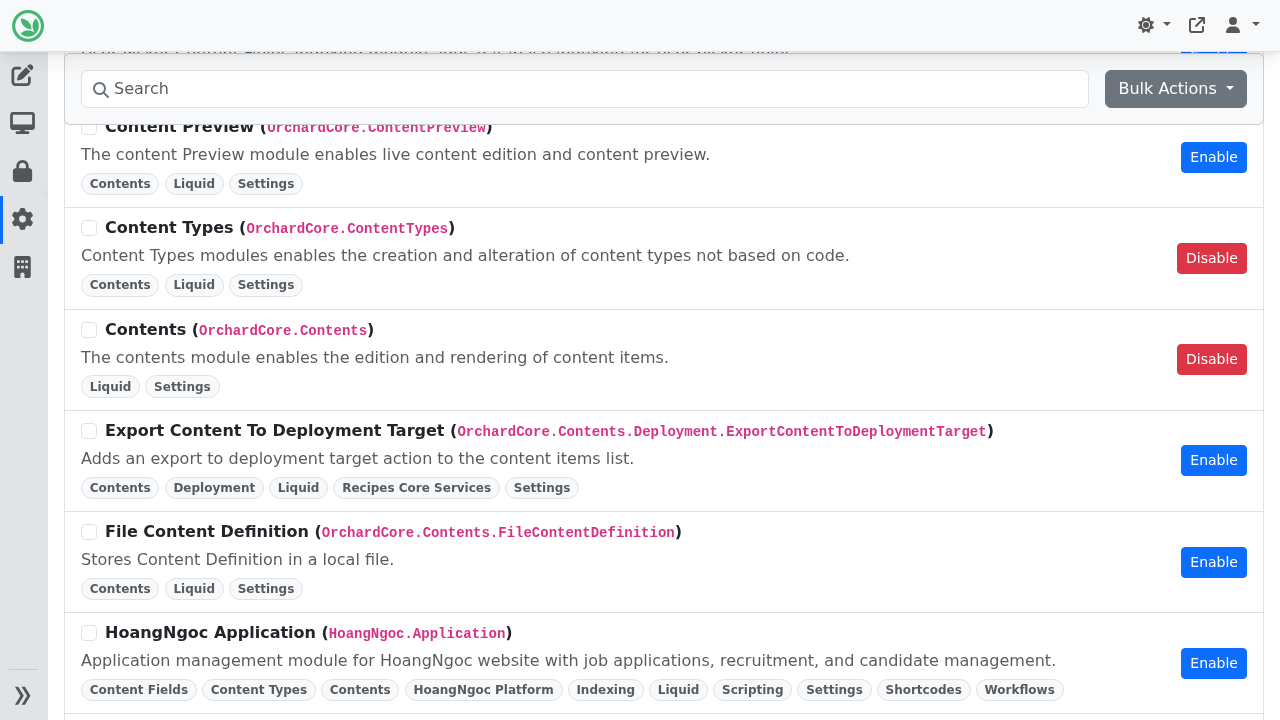 Search
Bulk Actions
Content Preview (OrchardCore.ContentPreview)
The content Preview module enables live content edition and content preview.
Enable
Contents Liquid Settings
Content Types (OrchardCore.ContentTypes)
Content Types modules enables the creation and alteration of content types not based on code.
Disable
Contents Liquid Settings
Contents (OrchardCore.Contents)
The contents module enables the edition and rendering of content items.
Disable
Liquid Settings
Export Content To Deployment Target (OrchardCore.Contents.Deployment.ExportContentToDeploymentTarget)
Adds an export to deployment target action to the content items list.
Enable
Contents Deployment Liquid Recipes Core Services Settings
File Content Definition (OrchardCore.Contents.FileContentDefinition)
Stores Content Definition in a local file.
Enable
Contents Liquid Settings
HoangNgoc Application (HoangNgoc.Application)
Application management module for HoangNgoc website with job applications, recruitment, and candidate management.
Enable
Content Fields Content Types Contents HoangNgoc Platform Indexing Liquid Scripting Settings Shortcodes Workflows